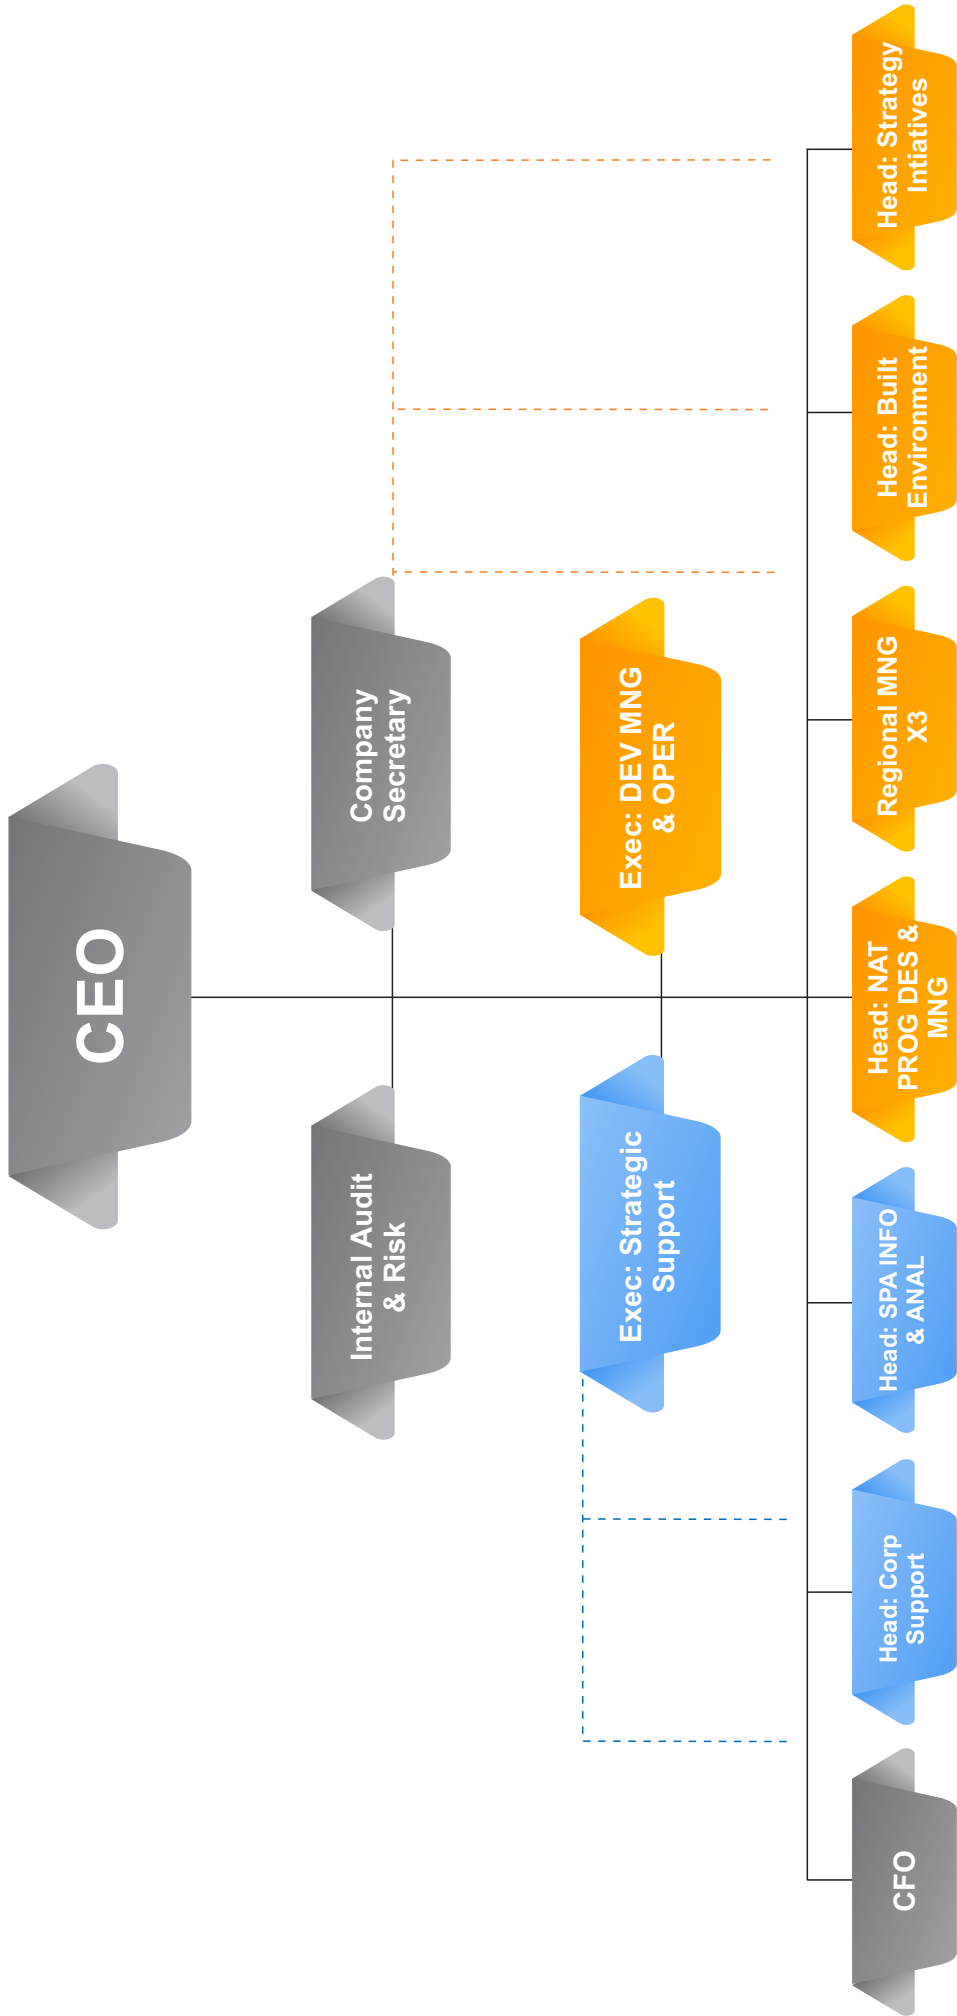 CEO
Internal Audit
& Risk
Company
Secretary
Exec: Strategic
Support
Exec: DEV MNG
& OPER
CFO
Head: Corp
Support
Head: SPA INFO
& ANAL
Head: NAT
PROG DES &
MNG
Regional MNG
X3
Head: Built
Environment
Head: Strategy
Intiatives